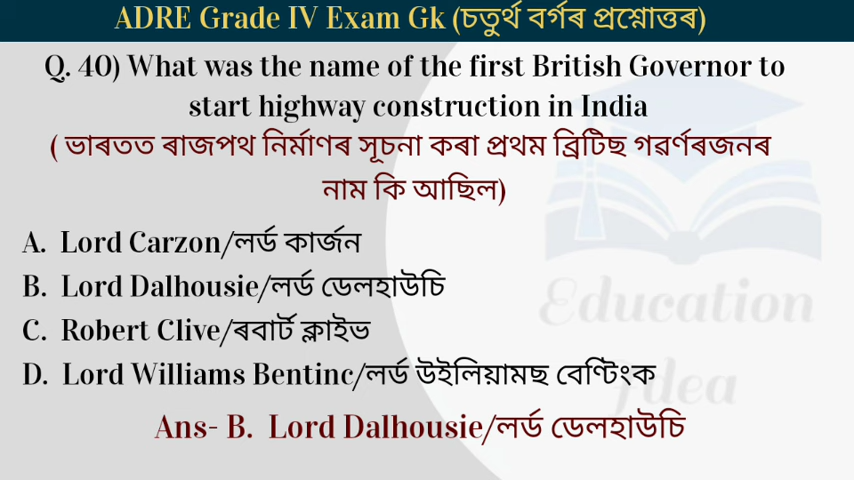 ADRE Grade IV Exam Gk (চতুৰ্থ বৰ্গৰ প্ৰশ্নোত্তৰ)
Q. 40) What was the name of the first British Governor to
start highway construction in India
( ভাৰতত ৰাজপথ নিৰ্মাণৰ সূচনা কৰা প্ৰথম ব্ৰিটিছ গৱৰ্ণৰজনৰ
নাম কি আছিল)
A. Lord Carzon/লৰ্ড কাৰ্জন
B. Lord Dalhousie/লৰ্ড ডেলহাউচি
C. Robert Clive/ৰবাৰ্ট ক্লাইভ
D. Lord Williams Bentinc/লৰ্ড উইলিয়ামছ বেণ্টিংক
Ans- B. Lord Dalhousie/লৰ্ড ডেলহাউচি
Education
Idea